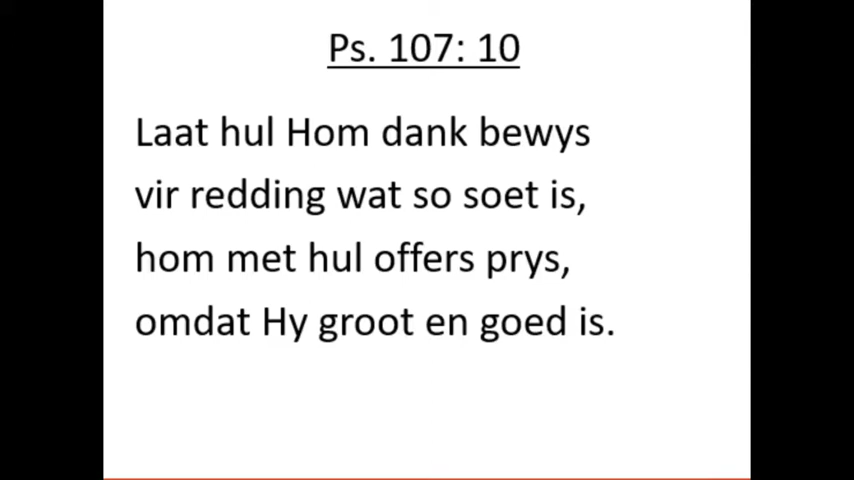 Ps. 107: 10
Laat hul Hom dank bewys
vir redding wat so soet is,
hom met hul offers prys,
omdat Hy groot en goed is.